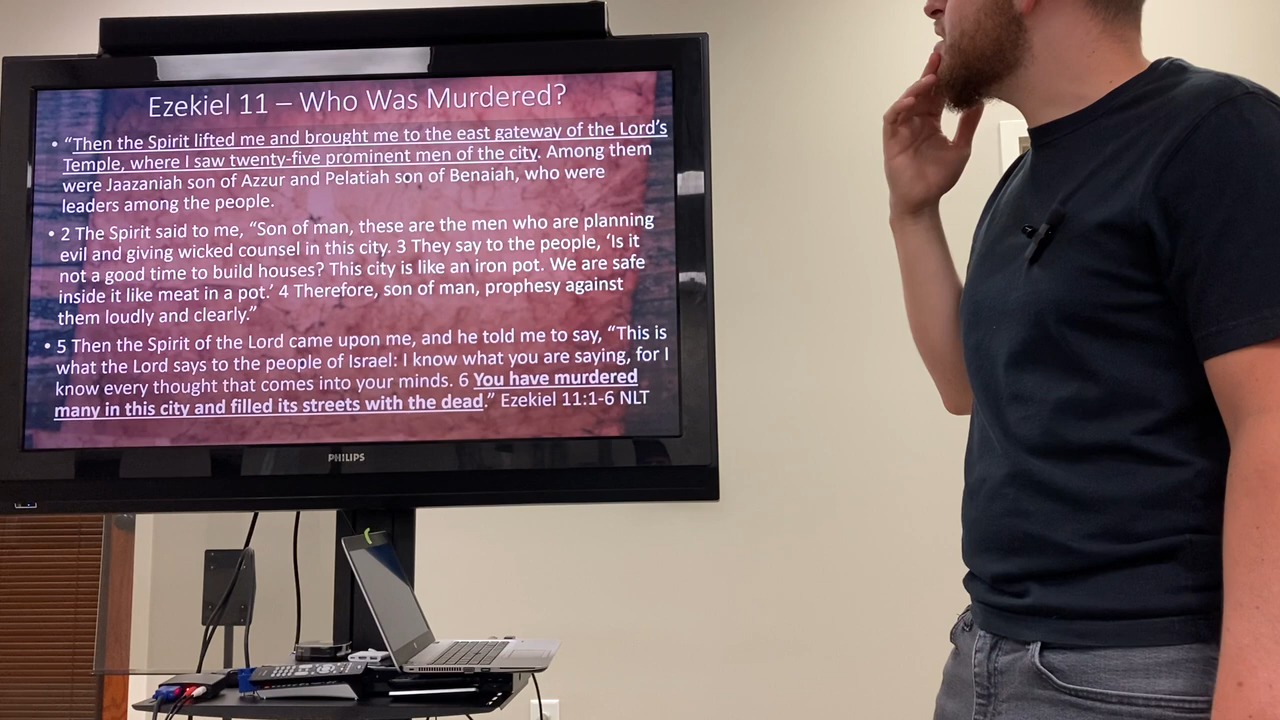 Ezekiel 11 – Who Was Murdered?
• “Then the Spirit lifted me and brought me to the east gateway of the Lord’s
Temple, where I saw twenty-five prominent men of the city. Among them
were Jaazaniah son of Azzur and Pelatiah son of Benaiah, who were
leaders among the people.
• 2 The Spirit said to me, “Son of man, these are the men who are planning
evil and giving wicked counsel in this city. 3 They say to the people, ‘Is it
not a good time to build houses? This city is like an iron pot. We are safe
inside it like meat in a pot.’ 4 Therefore, son of man, prophesy against
them loudly and clearly.”
• 5 Then the Spirit of the Lord came upon me, and he told me to say, “This is
what the Lord says to the people of Israel: I know what you are saying, for I
know every thought that comes into your minds. 6 You have murdered
many in this city and filled its streets with the dead.” Ezekiel 11:1-6 NLT
PHILIPS